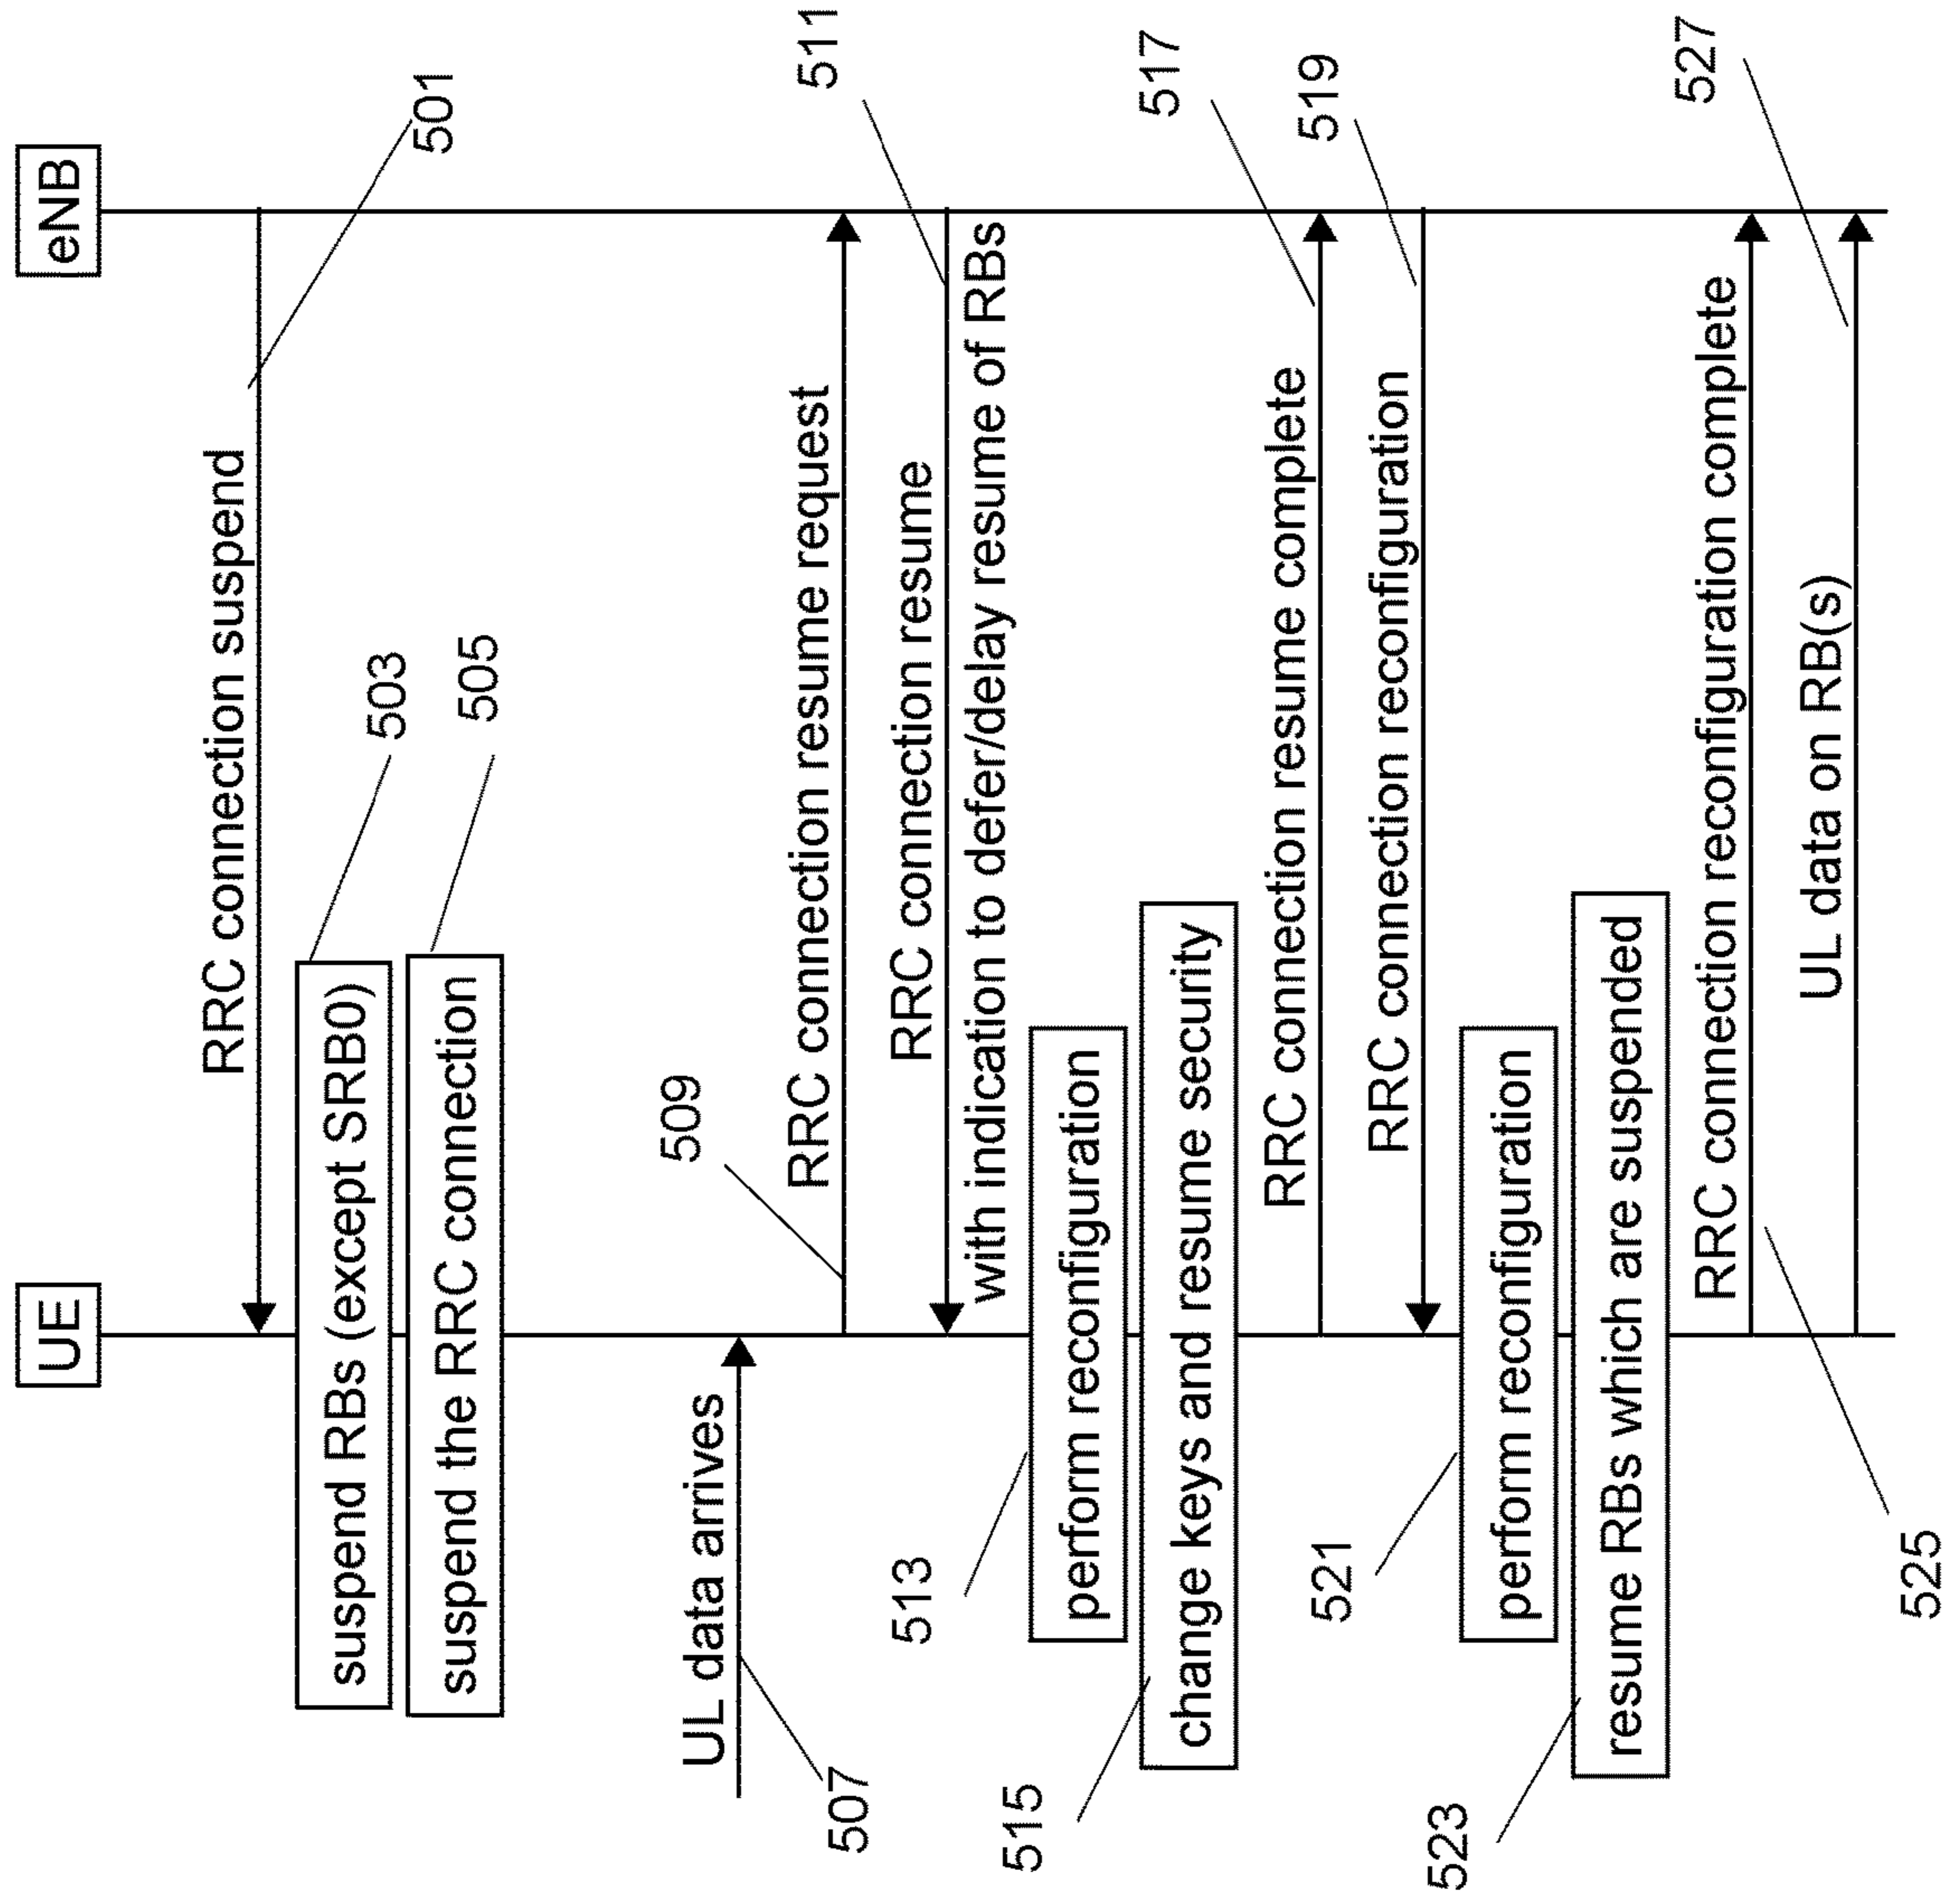 UE
eNB
RRC connection suspend
501
suspend RBs (except SRB0)
503
suspend the RRC connection
505
UL data arrives
507
509
RRC connection resume request
RRC connection resume
511
with indication to defer/delay resume of RBs
513
perform reconfiguration
515
change keys and resume security
RRC connection resume complete
517
RRC connection reconfiguration
519
521
perform reconfiguration
523
resume RBs which are suspended
RRC connection reconfiguration complete
525
UL data on RB(s)
527